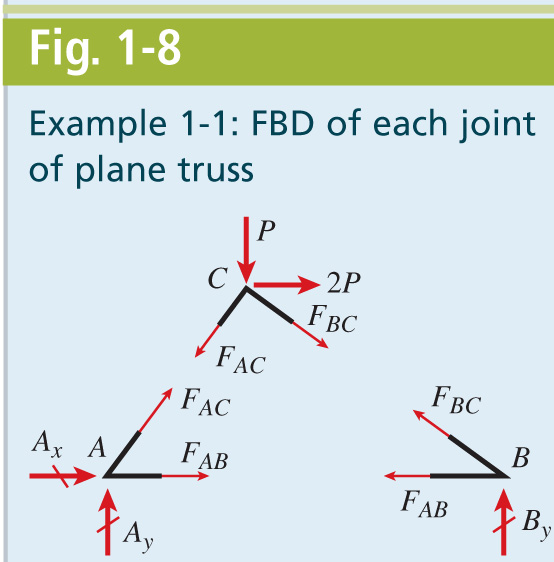 Fig. 1-8
Example 1-1: FBD of each joint
of plane truss
P
C
2P
F_BC
F_AC
F_AC
F_BC
A_x
A
F_AB
B
F_AB
A_y
B_y